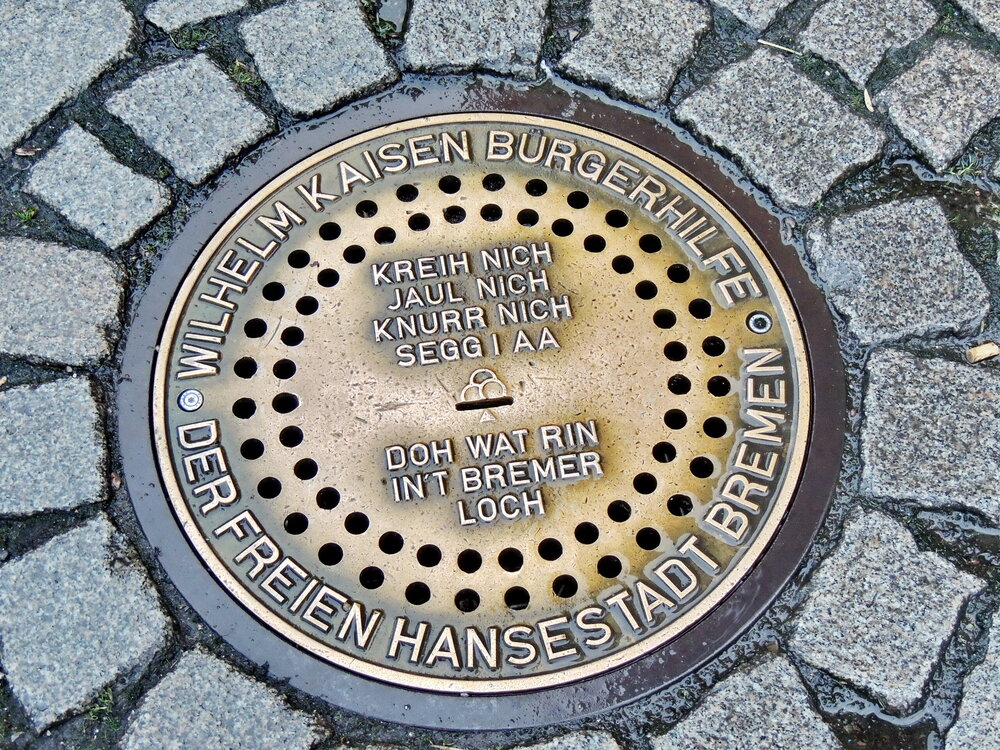 WILHELM KAISEN BÜRGERHILFE
KREIH NICH
JAUL NICH
KNURR NICH
SEGG I AA
DOH WAT RIN
IN'T BREMER
LOCH
DER FREIEN HANSESTADT BREMEN